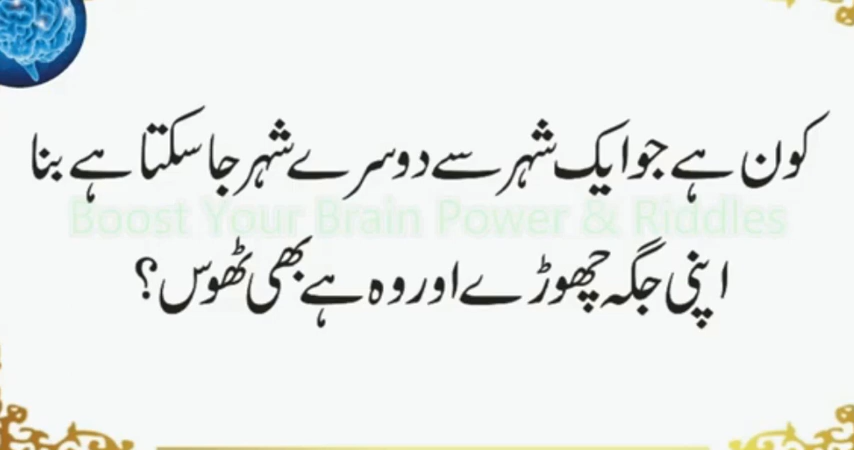 کون ہے جو ایک شہر سے دوسرے شہر جا سکتا ہے بنا
Boost Your Brain Power & Riddles
اپنی جگہ چھوڑے اور وہ ہے بھی ٹھوس؟